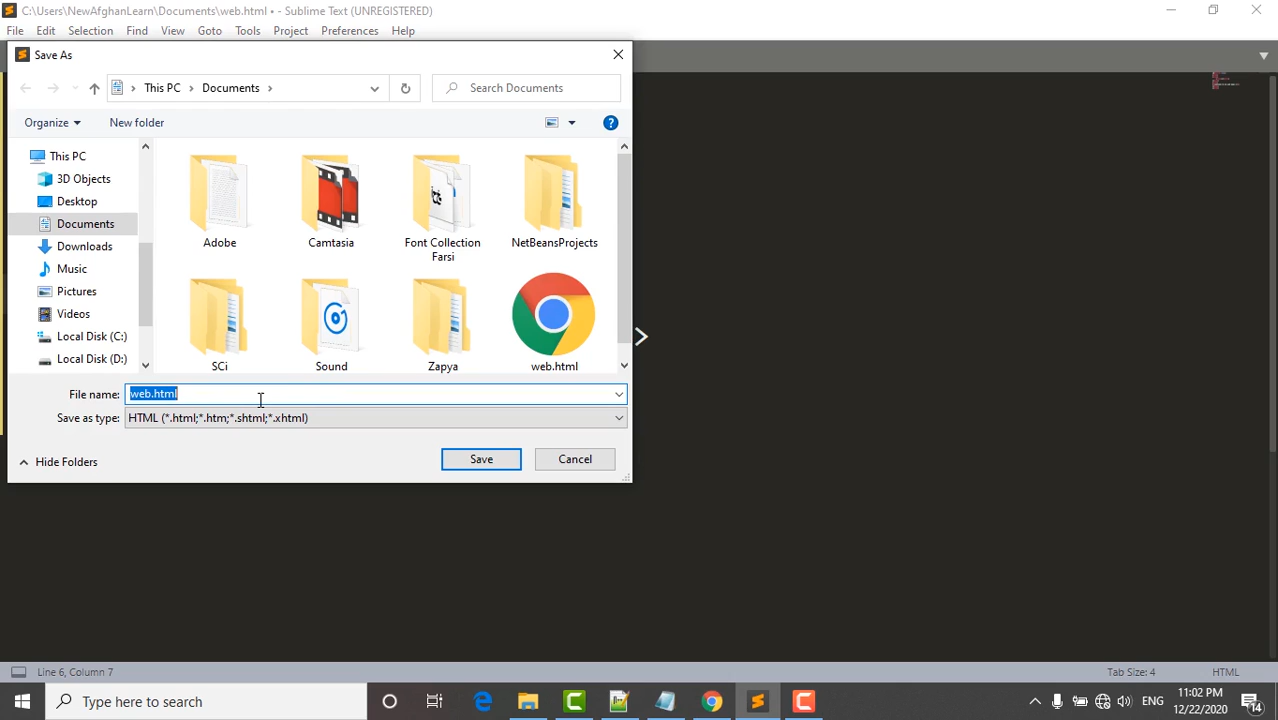 C:\Users\NewAfghanLearn\Documents\web.html • - Sublime Text (UNREGISTERED)
File Edit Selection Find View Goto Tools Project Preferences Help
Save As
This PC > Documents >
Search Documents
Organize
New folder
This PC
3D Objects
Desktop
Documents
Downloads
Music
Pictures
Videos
Local Disk (C:)
Local Disk (D:)
Adobe
Camtasia
Font Collection
Farsi
NetBeansProjects
SCi
Sound
Zapya
web.html
>
File name: web.html
Save as type: HTML (*.html;*.htm;*.shtml;*.xhtml)
Hide Folders
Save
Cancel
Line 6, Column 7
Tab Size: 4
HTML
Type here to search
ENG
11:02 PM
12/22/2020
14